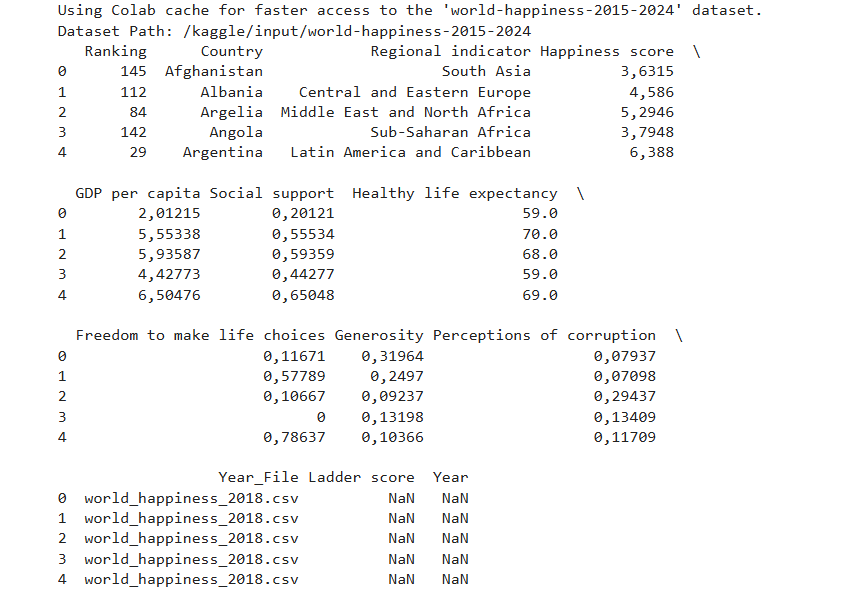 Using Colab cache for faster access to the 'world-happiness-2015-2024' dataset.
Dataset Path: /kaggle/input/world-happiness-2015-2024
Ranking Country Regional indicator Happiness score \
0 145 Afghanistan South Asia 3,6315
1 112 Albania Central and Eastern Europe 4,586
2 84 Argelia Middle East and North Africa 5,2946
3 142 Angola Sub-Saharan Africa 3,7948
4 29 Argentina Latin America and Caribbean 6,388
GDP per capita Social support Healthy life expectancy \
0 2,01215 0,20121 59.0
1 5,55338 0,55534 70.0
2 5,93587 0,59359 68.0
3 4,42773 0,44277 59.0
4 6,50476 0,65048 69.0
Freedom to make life choices Generosity Perceptions of corruption \
0 0,11671 0,31964 0,07937
1 0,57789 0,2497 0,07098
2 0,10667 0,09237 0,29437
3 0 0,13198 0,13409
4 0,78637 0,10366 0,11709
Year_File Ladder score Year
0 world_happiness_2018.csv NaN NaN
1 world_happiness_2018.csv NaN NaN
2 world_happiness_2018.csv NaN NaN
3 world_happiness_2018.csv NaN NaN
4 world_happiness_2018.csv NaN NaN